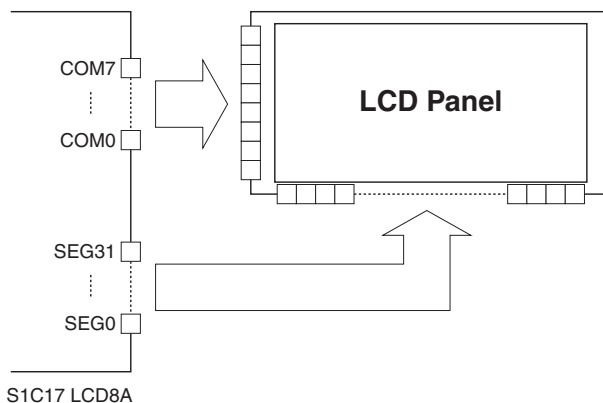 COM7
COM0
LCD Panel
SEG31
SEG0
S1C17 LCD8A